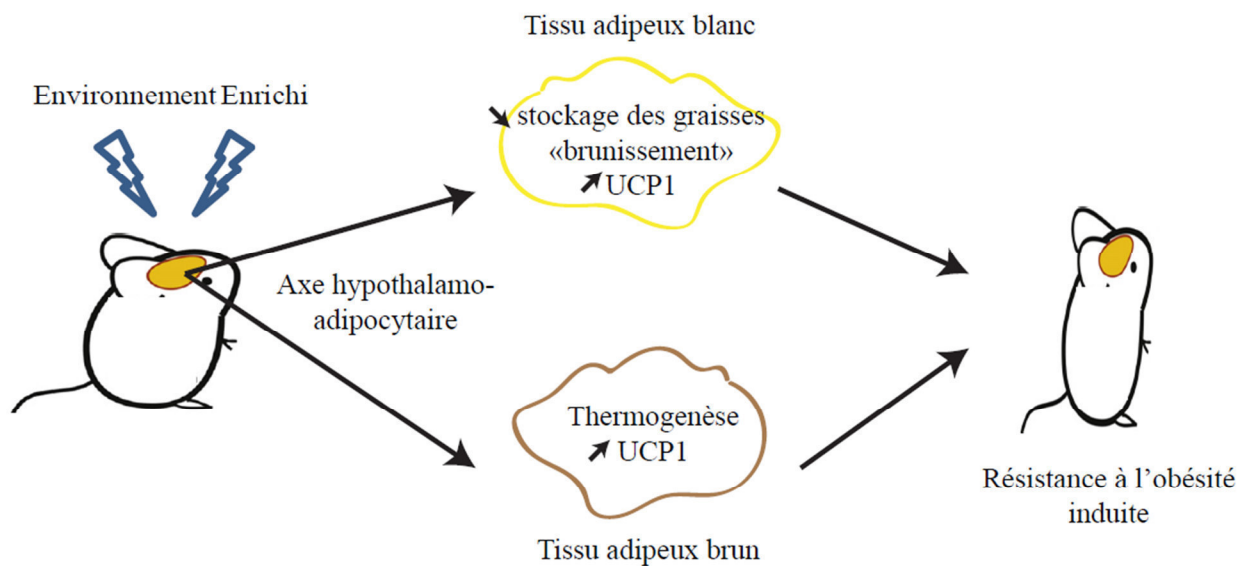 Tissu adipeux blanc
Environnement Enrichi
stockage des graisses
«brunissement»
UCP1
Axe hypothalamo-
adipocytaire
Thermogenèse
UCP1
Tissu adipeux brun
Résistance à l’obésité
induite